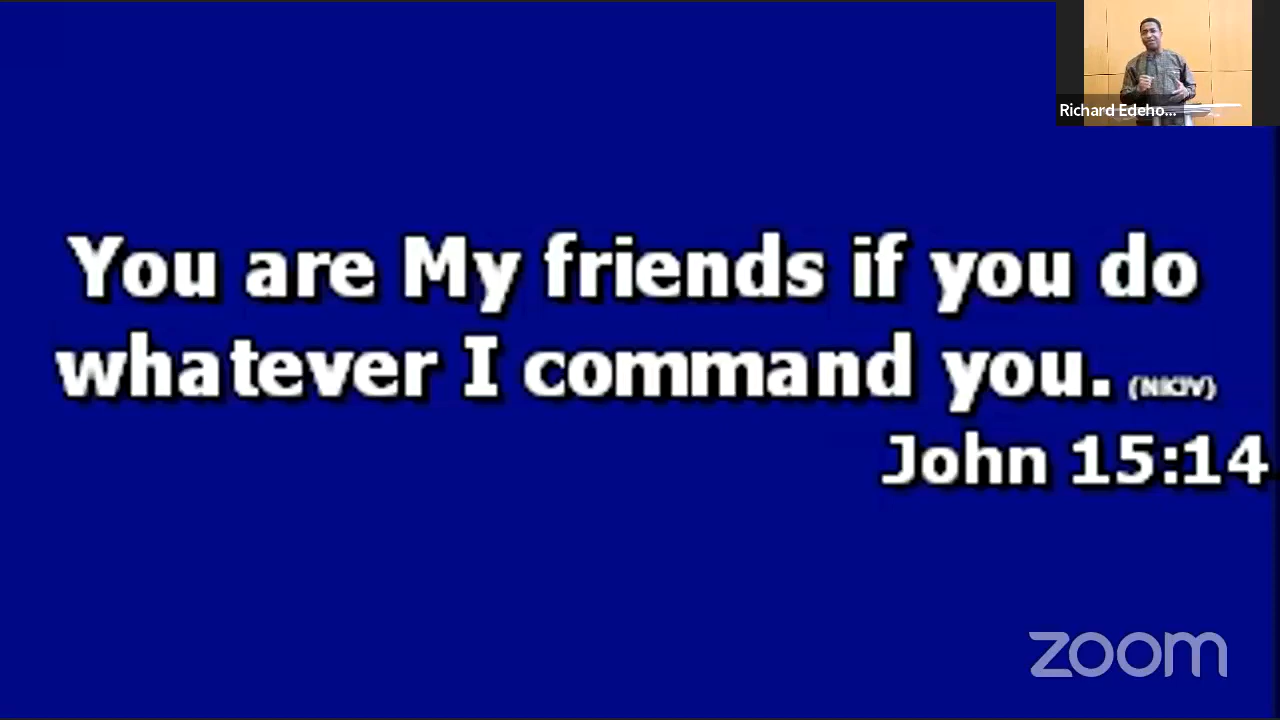 Richard Edeho...
You are My friends if you do
whatever I command you. (NKJV)
John 15:14
zoom